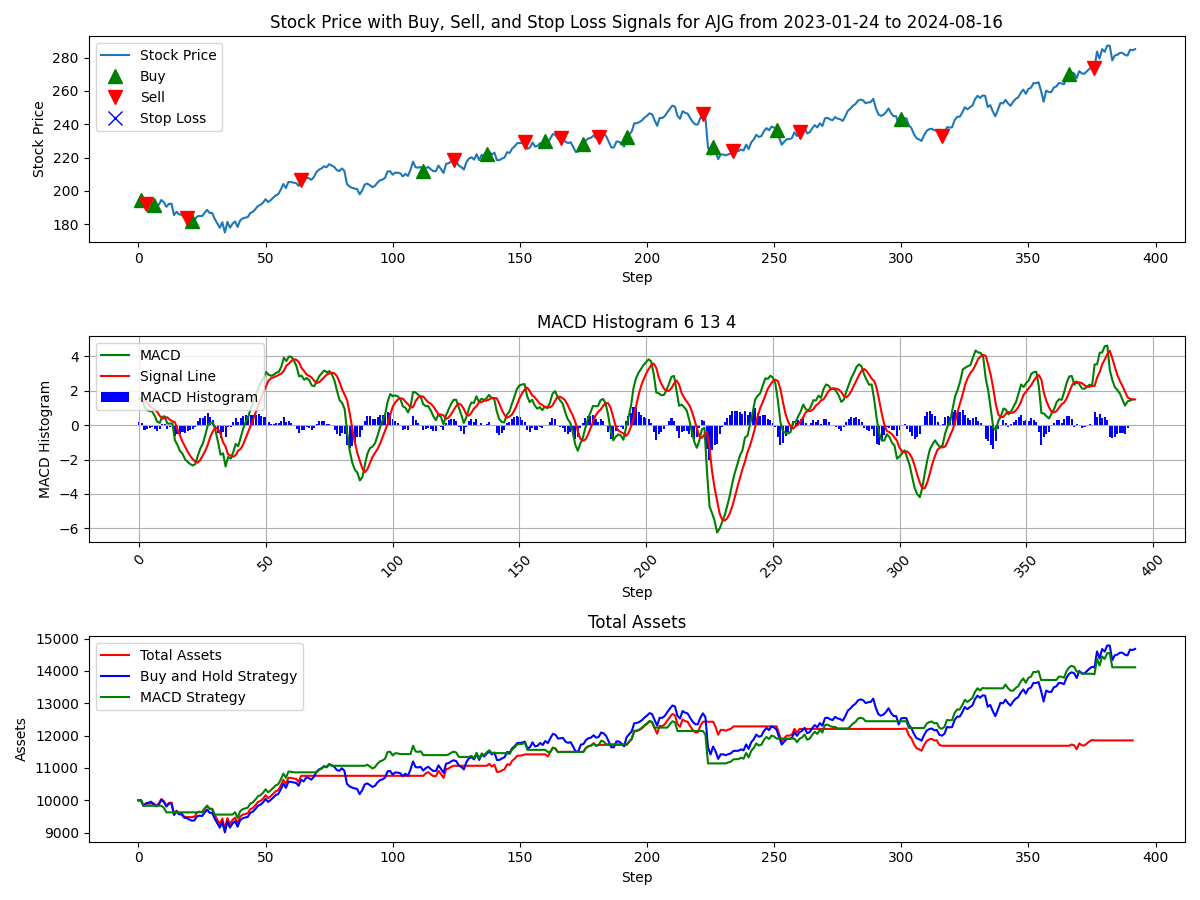 Stock Price with Buy, Sell, and Stop Loss Signals for AJG from 2023-01-24 to 2024-08-16
Stock Price
Buy
Sell
Stop Loss
280
260
240
220
200
180
Stock Price
0 50 100 150 200 250 300 350 400
Step
MACD Histogram 6 13 4
MACD
Signal Line
MACD Histogram
4
2
0
−2
−4
−6
MACD Histogram
0 50 100 150 200 250 300 350 400
Step
Total Assets
Total Assets
Buy and Hold Strategy
MACD Strategy
15000
14000
13000
12000
11000
10000
9000
Assets
0 50 100 150 200 250 300 350 400
Step